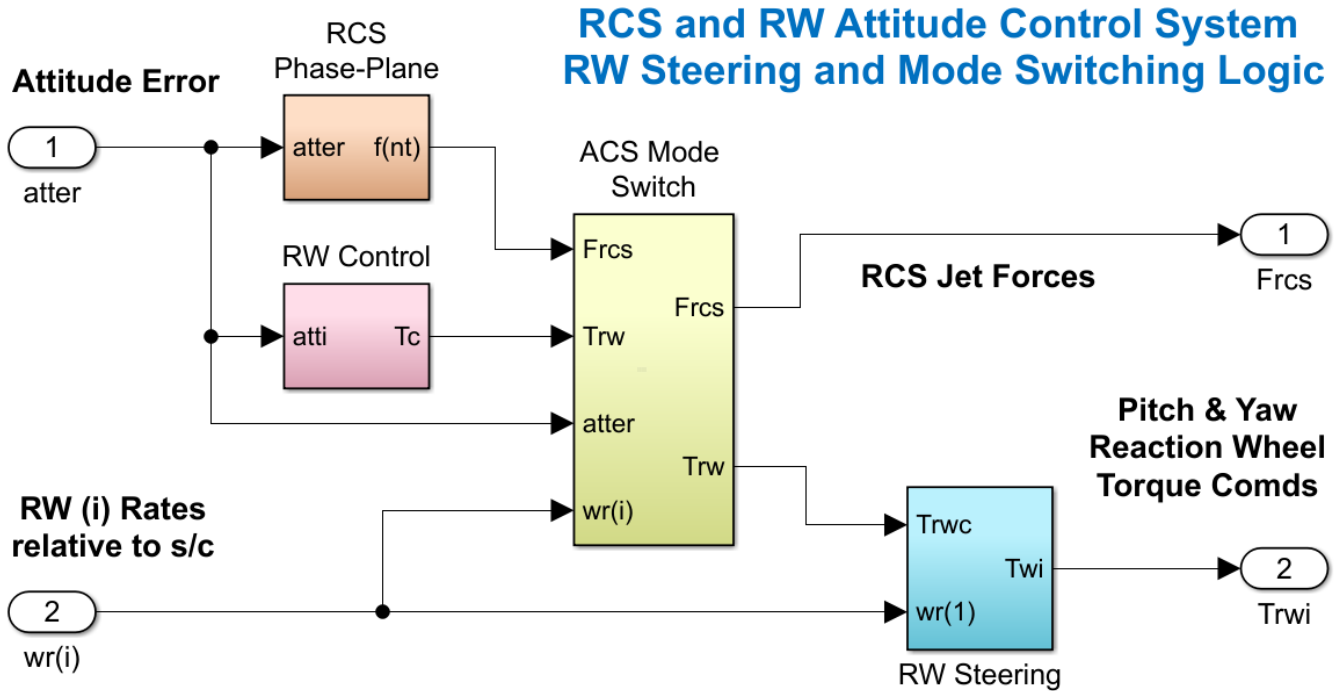 RCS and RW Attitude Control System
RW Steering and Mode Switching Logic
RCS
Phase-Plane
Attitude Error
1
atter
atter
f(nt)
ACS Mode
Switch
RW Control
atti
Tc
Frcs
Trw
atter
wr(i)
Frcs
Trw
RCS Jet Forces
1
Frcs
Pitch & Yaw
Reaction Wheel
Torque Comds
RW (i) Rates
relative to s/c
2
wr(i)
Trwc
wr(1)
Twi
RW Steering
2
Trwi